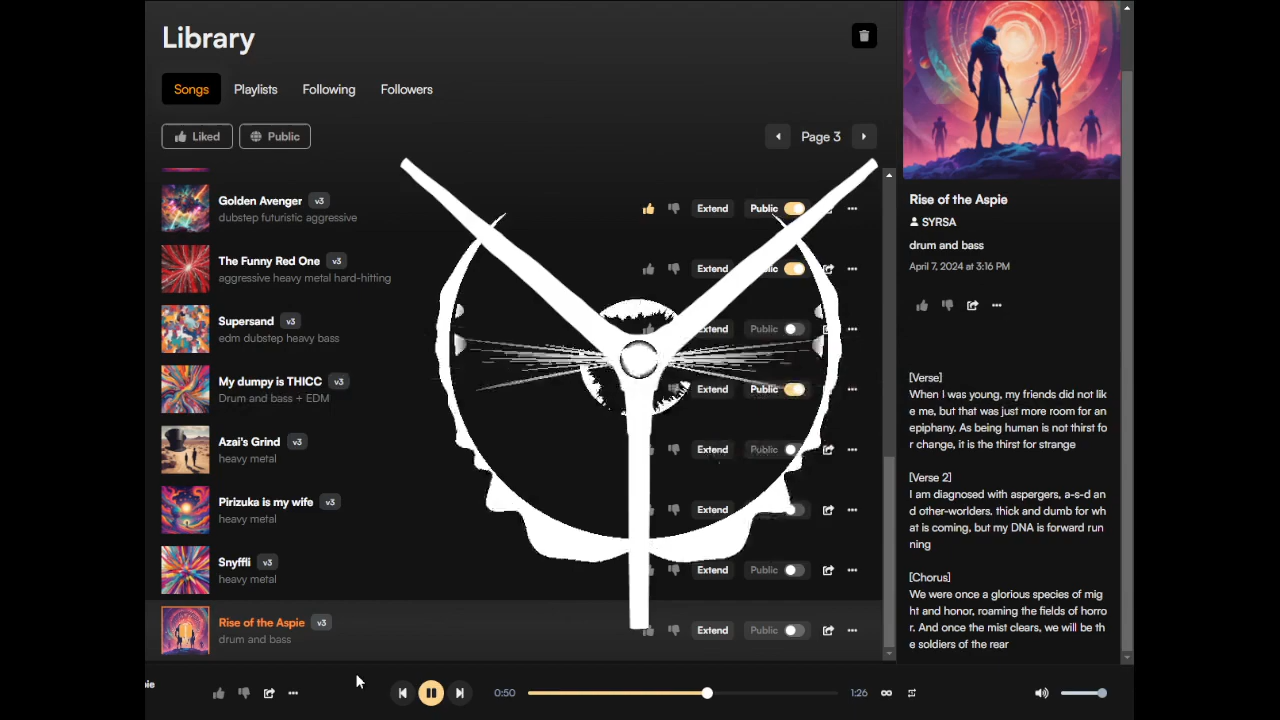 Library
Songs
Playlists
Following
Followers
Liked
Public
Page 3
Golden Avenger v3
dubstep futuristic aggressive
Extend
Public
The Funny Red One v3
aggressive heavy metal hard-hitting
Extend
Supersand v3
edm dubstep heavy bass
Public
My dumpy is THICC v3
Drum and bass + EDM
Extend
Public
Azai's Grind v3
heavy metal
Extend
Public
Pirizuka is my wife v3
heavy metal
Extend
Public
Snyffli v3
heavy metal
Extend
Public
Rise of the Aspie v3
drum and bass
Extend
Public
Rise of the Aspie
SYRSA
drum and bass
April 7, 2024 at 3:16 PM
[Verse]
When I was young, my friends did not lik
e me, but that was just more room for an
epiphany. As being human is not thirst fo
r change, it is the thirst for strange
[Verse 2]
I am diagnosed with aspergers, a-s-d an
d other-worlders. thick and dumb for wh
at is coming, but my DNA is forward run
ning
[Chorus]
We were once a glorious species of mig
ht and honor, roaming the fields of horro
r. And once the mist clears, we will be th
e soldiers of the rear
pie
0:50
1:26